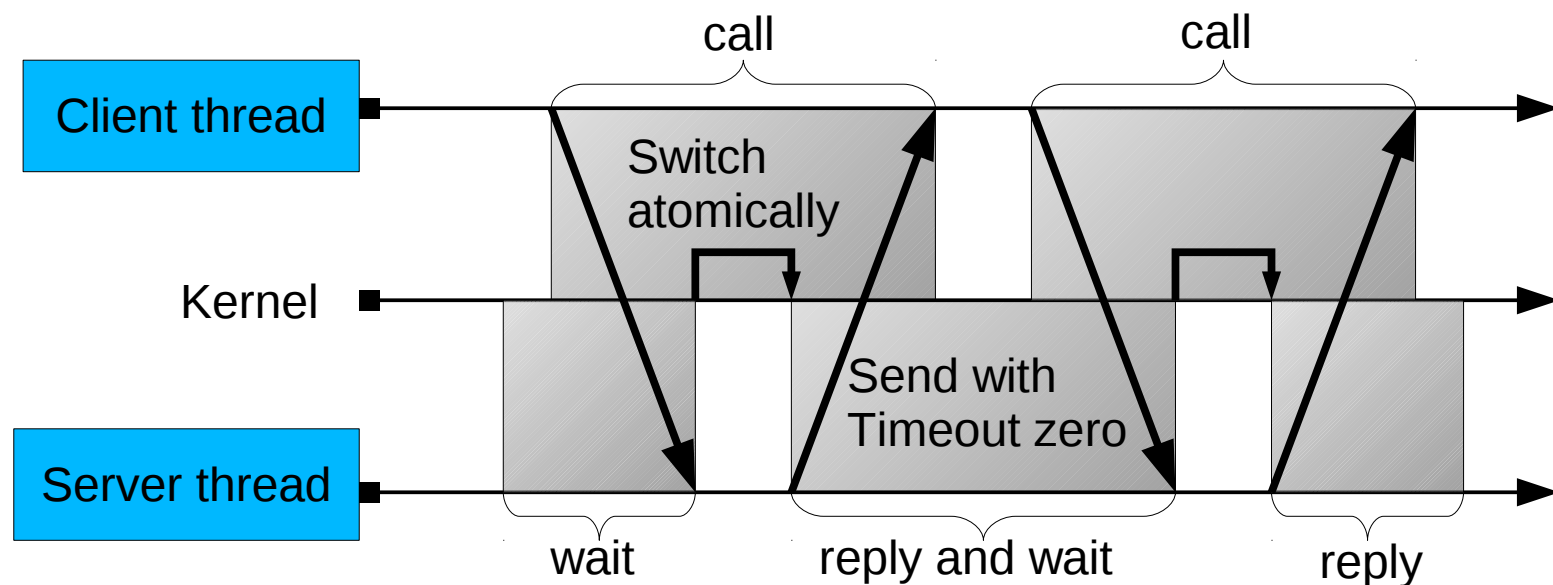 call
call
Client thread
Switch
atomically
Kernel
Send with
Timeout zero
Server thread
wait
reply and wait
reply